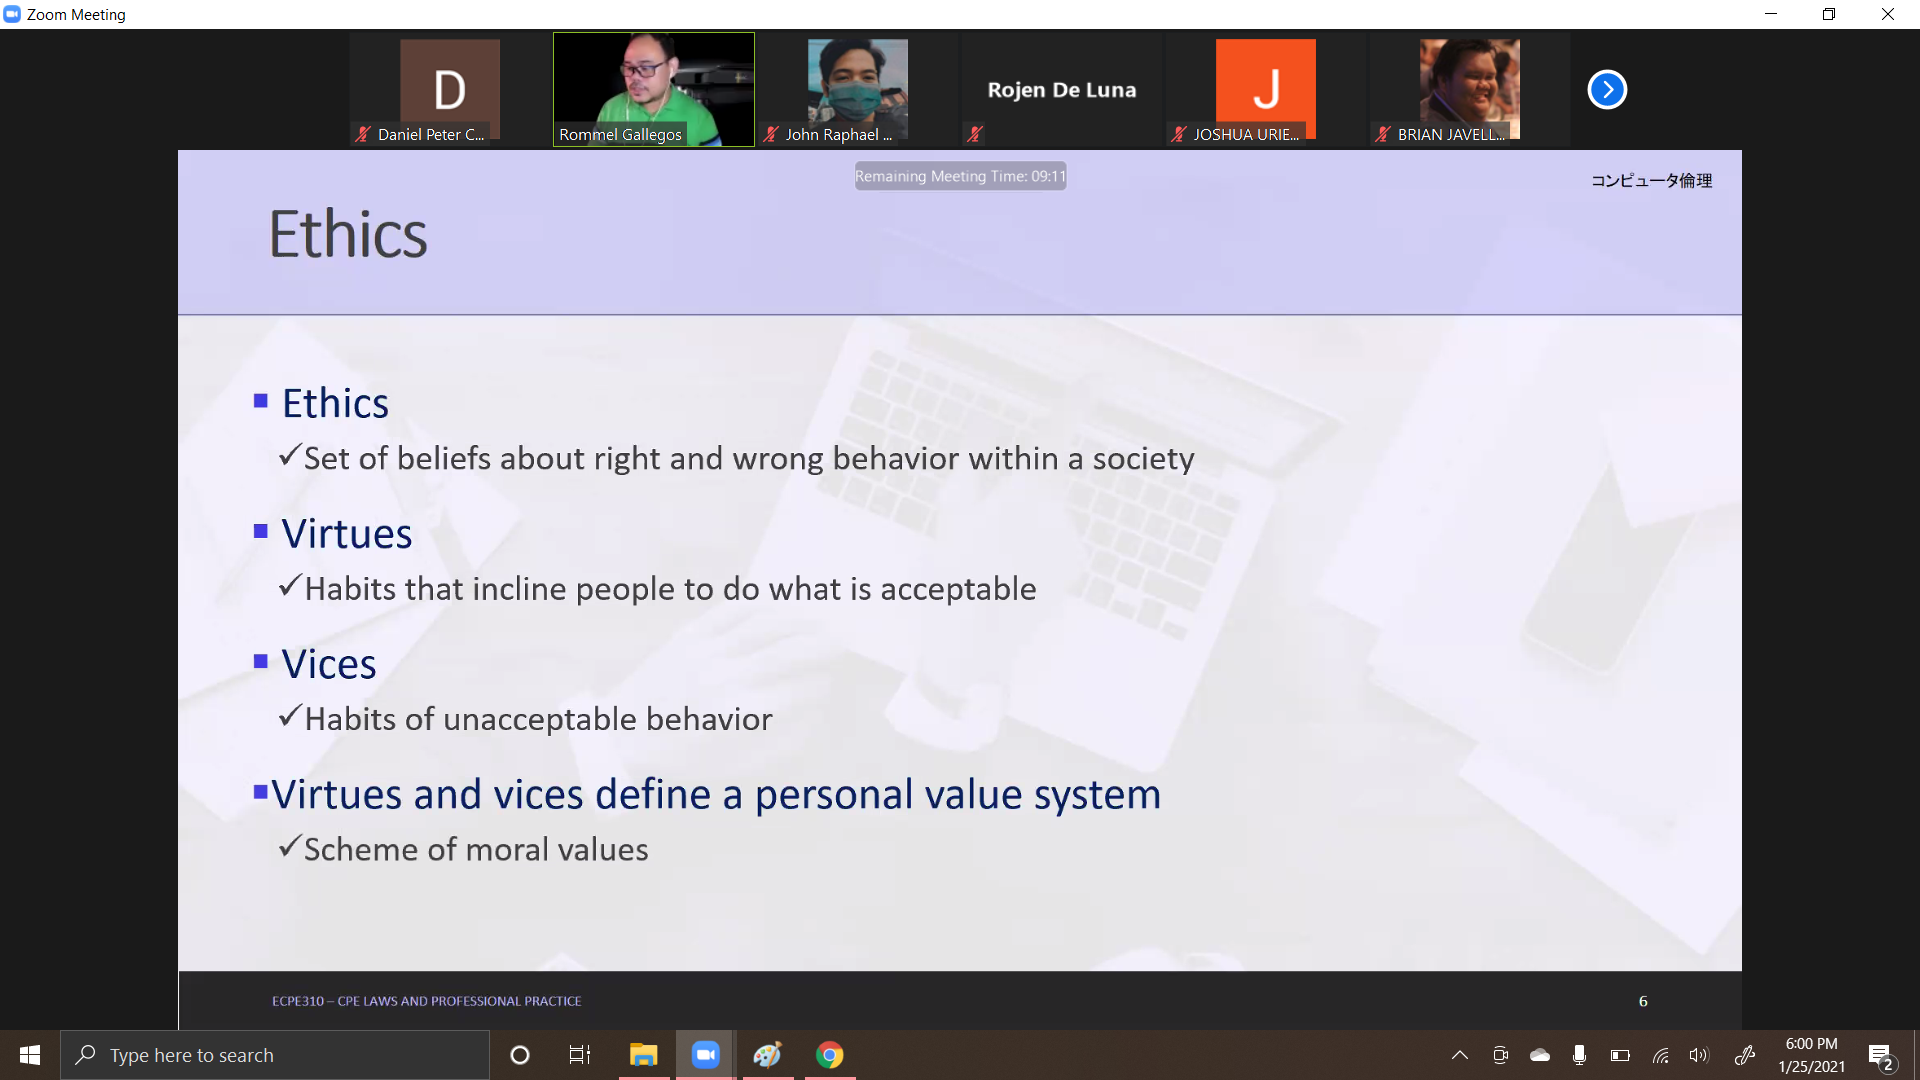 Zoom Meeting
D
Daniel Peter C...
Rommel Gallegos
John Raphael ...
Rojen De Luna
J
JOSHUA URIE...
BRIAN JAVELL...
Remaining Meeting Time: 09:11
コンピュータ倫理
Ethics
Ethics
Set of beliefs about right and wrong behavior within a society
Virtues
Habits that incline people to do what is acceptable
Vices
Habits of unacceptable behavior
Virtues and vices define a personal value system
Scheme of moral values
ECPE310 – CPE LAWS AND PROFESSIONAL PRACTICE
6
Type here to search
6:00 PM
1/25/2021
2